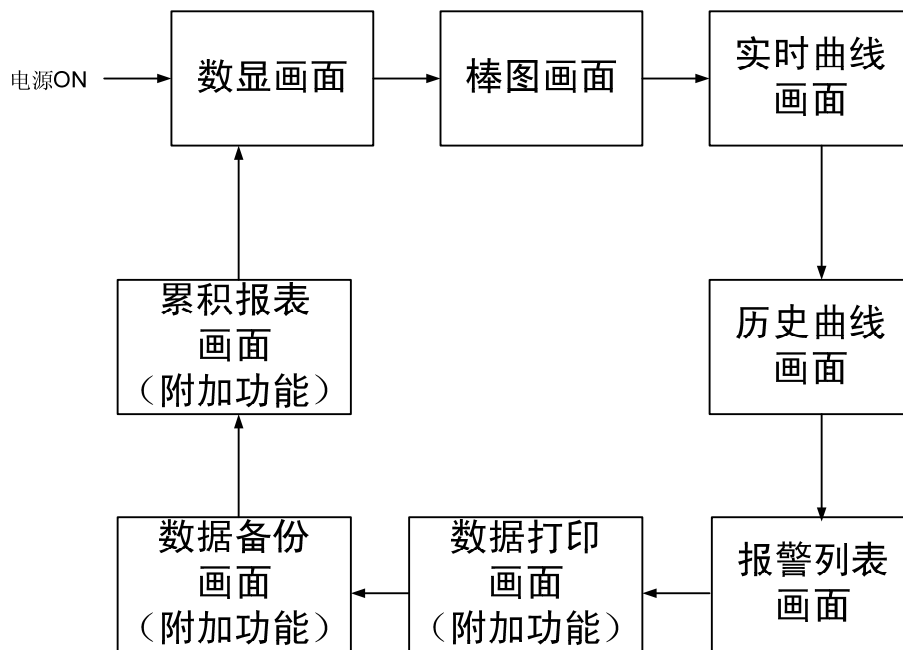 电源ON
数显画面
棒图画面
实时曲线
画面
累积报表
画面
（附加功能）
历史曲线
画面
数据备份
画面
（附加功能）
数据打印
画面
（附加功能）
报警列表
画面